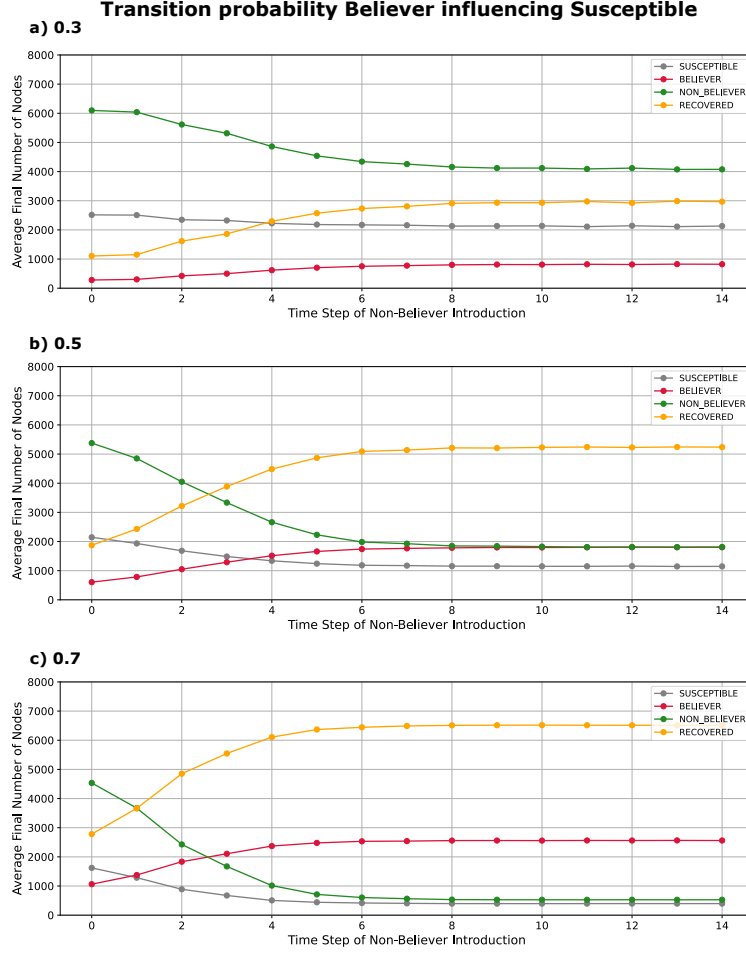 Transition probability Believer influencing Susceptible
a) 0.3
8000
7000
6000
5000
4000
3000
2000
1000
0
Average Final Number of Nodes
SUSCEPTIBLE
BELIEVER
NON_BELIEVER
RECOVERED
0 2 4 6 8 10 12 14
Time Step of Non-Believer Introduction
b) 0.5
8000
7000
6000
5000
4000
3000
2000
1000
0
Average Final Number of Nodes
SUSCEPTIBLE
BELIEVER
NON_BELIEVER
RECOVERED
0 2 4 6 8 10 12 14
Time Step of Non-Believer Introduction
c) 0.7
8000
7000
6000
5000
4000
3000
2000
1000
0
Average Final Number of Nodes
SUSCEPTIBLE
BELIEVER
NON_BELIEVER
RECOVERED
0 2 4 6 8 10 12 14
Time Step of Non-Believer Introduction